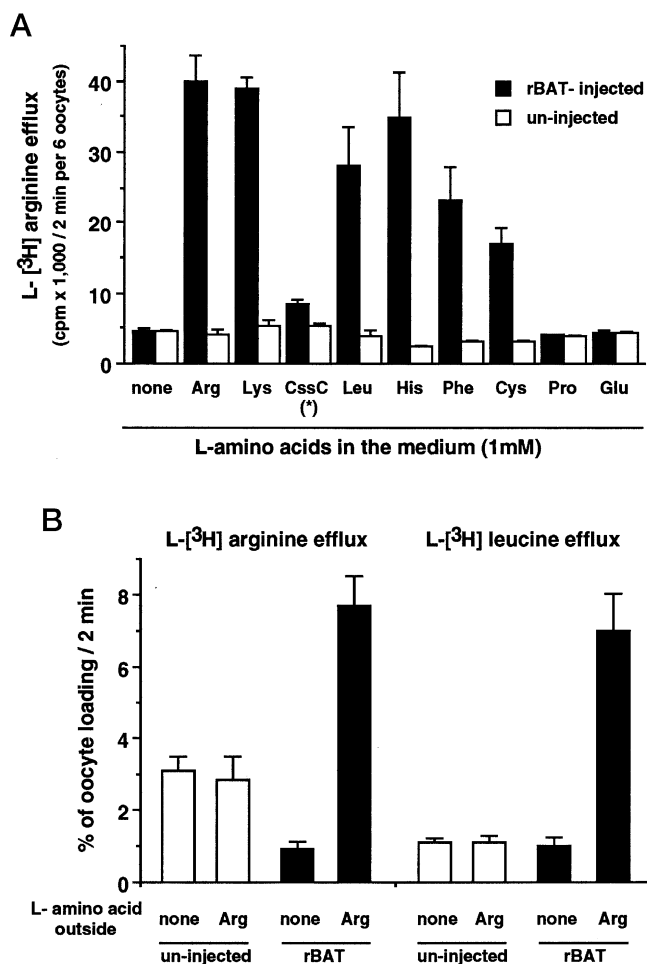 A
L- [³H] arginine efflux
(cpm x 1,000 / 2 min per 6 oocytes)
40
30
20
10
0
rBAT- injected
un-injected
none Arg Lys CssC Leu His Phe Cys Pro Glu
(*)
L-amino acids in the medium (1mM)
B
L-[³H] arginine efflux L-[³H] leucine efflux
% of oocyte loading / 2 min
8
6
4
2
0
L- amino acid outside
none Arg none Arg none Arg none Arg
un-injected rBAT un-injected rBAT